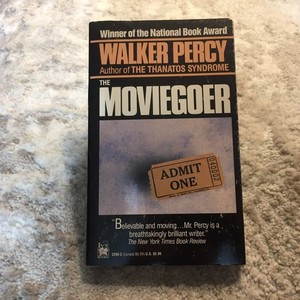 Winner of the National Book Award
WALKER PERCY
Author of THE THANATOS SYNDROME
THE
MOVIEGOER
ADMIT
ONE
"Believable and moving...Mr. Percy is a
breathtakingly brilliant writer."
The New York Times Book Review